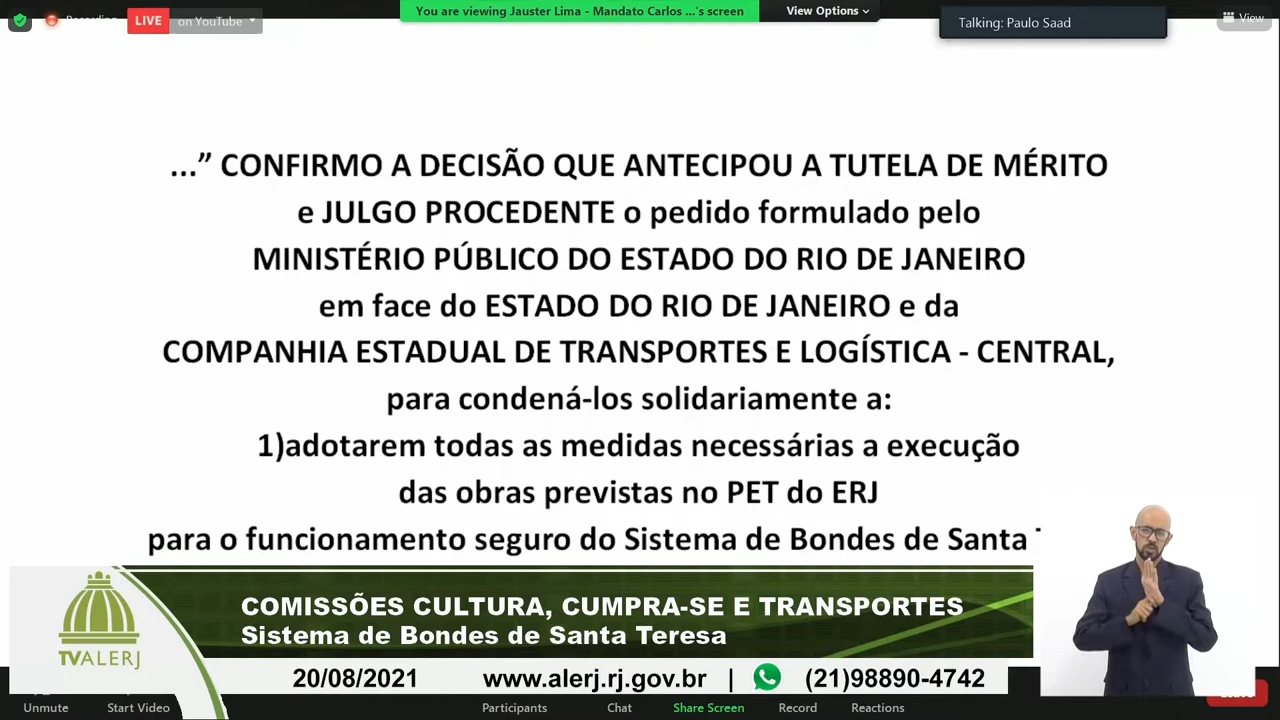 Recording
LIVE
on YouTube
You are viewing Jauster Lima - Mandato Carlos ...'s screen
View Options
Talking: Paulo Saad
View
...” CONFIRMO A DECISÃO QUE ANTECIPOU A TUTELA DE MÉRITO
e JULGO PROCEDENTE o pedido formulado pelo
MINISTÉRIO PÚBLICO DO ESTADO DO RIO DE JANEIRO
em face do ESTADO DO RIO DE JANEIRO e da
COMPANHIA ESTADUAL DE TRANSPORTES E LOGÍSTICA - CENTRAL,
para condená-los solidariamente a:
1)adotarem todas as medidas necessárias a execução
das obras previstas no PET do ERJ
para o funcionamento seguro do Sistema de Bondes de Santa
COMISSÕES CULTURA, CUMPRA-SE E TRANSPORTES
Sistema de Bondes de Santa Teresa
TVALERJ
20/08/2021 www.alerj.rj.gov.br | (21)98890-4742
Unmute
Start Video
Participants
Chat
Share Screen
Record
Reactions